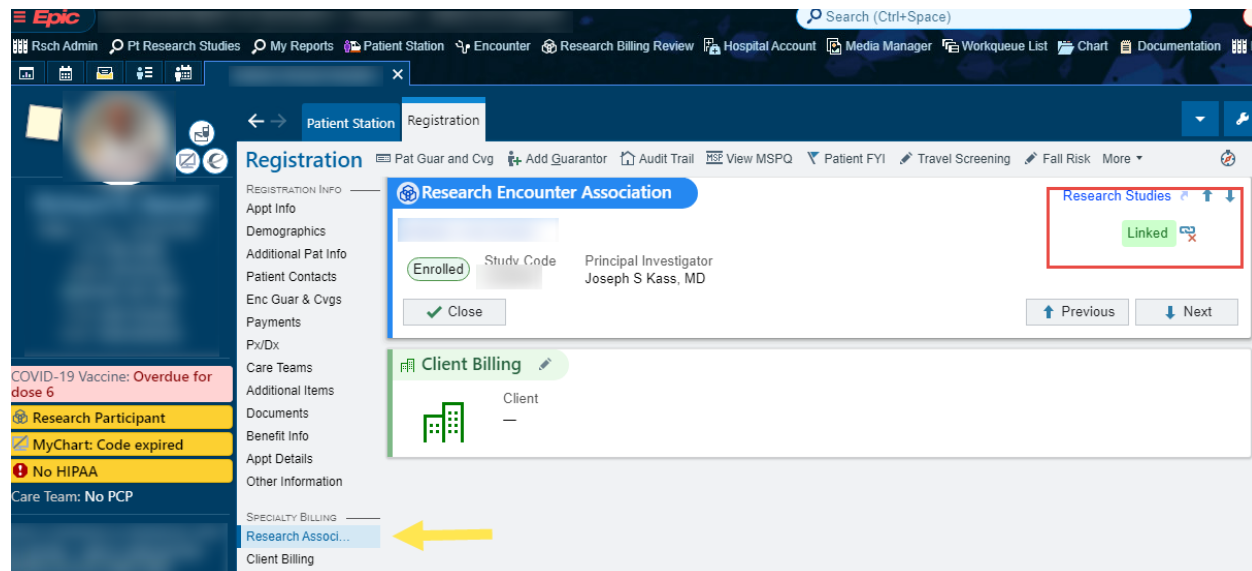 Epic
Search (Ctrl+Space)
Rsch Admin Pt Research Studies My Reports Patient Station Encounter Research Billing Review Hospital Account Media Manager Workqueue List Chart Documentation
Patient Station Registration
Registration Pat Guar and Cvg Add Guarantor Audit Trail MSP View MSPQ Patient FYI Travel Screening Fall Risk More
REGISTRATION INFO
Appt Info
Demographics
Additional Pat Info
Patient Contacts
Enc Guar & Cvgs
Payments
Px/Dx
Care Teams
Additional Items
Documents
Benefit Info
Appt Details
Other Information
SPECIALTY BILLING
Research Associ...
Client Billing
Research Encounter Association
Research Studies
Linked
Enrolled
Study Code Principal Investigator
Joseph S Kass, MD
Close Previous Next
Client Billing
Client
—
COVID-19 Vaccine: Overdue for
dose 6
Research Participant
MyChart: Code expired
No HIPAA
Care Team: No PCP